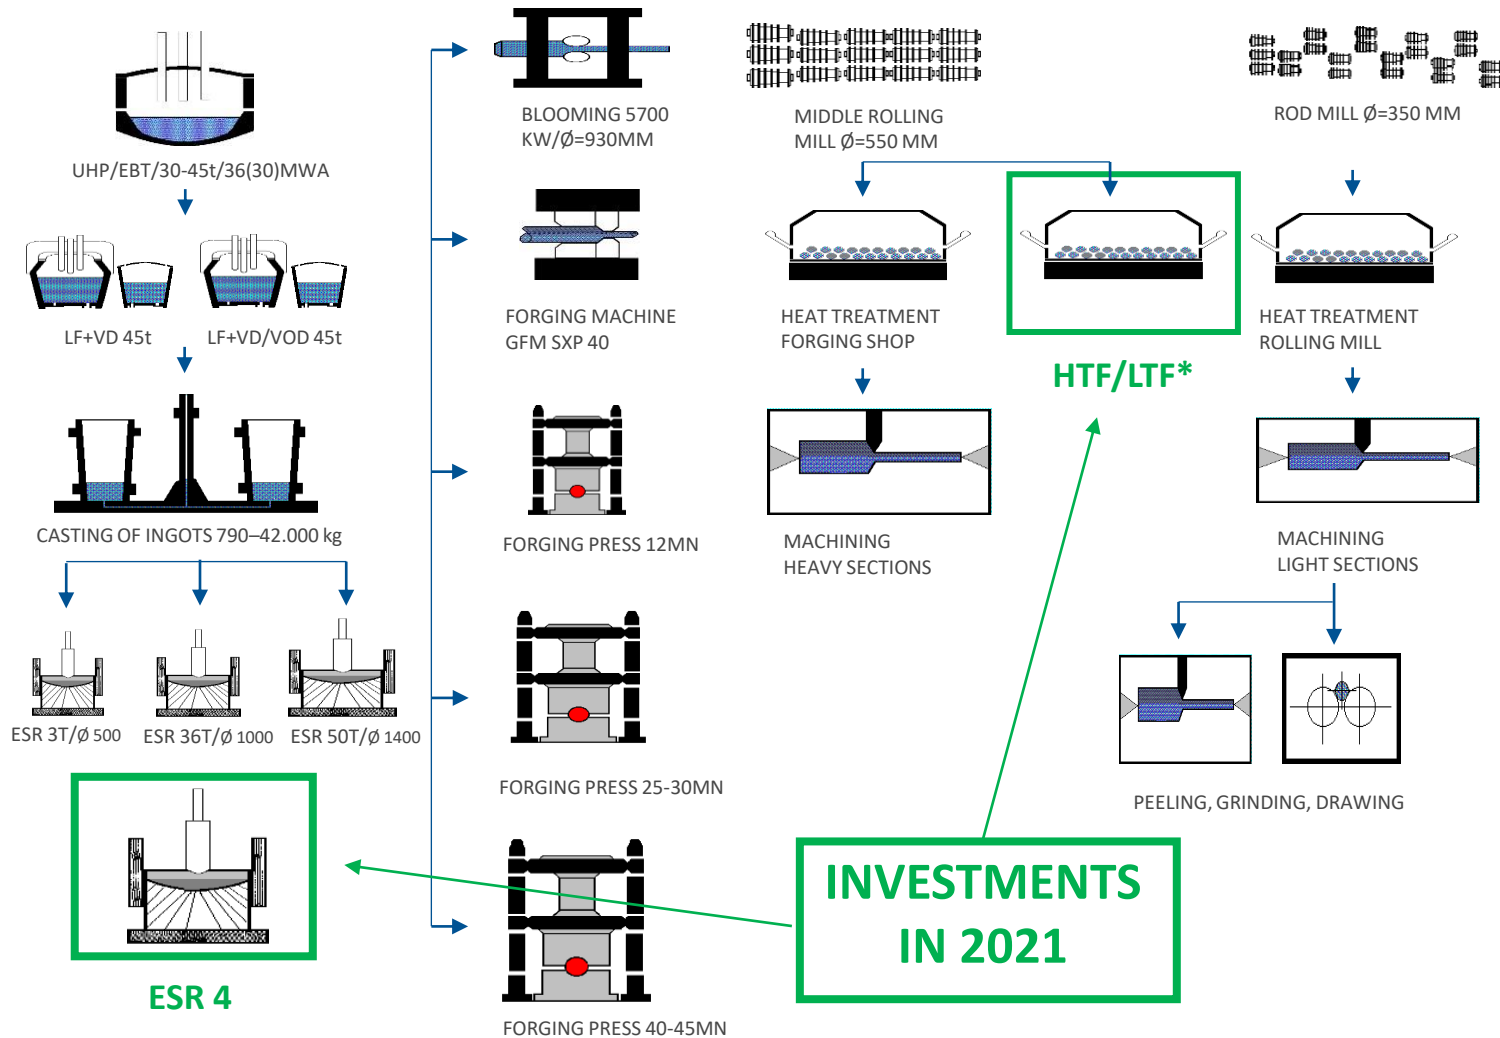 UHP/EBT/30-45t/36(30)MWA
LF+VD 45t
LF+VD/VOD 45t
CASTING OF INGOTS 790–42.000 kg
ESR 3T/Ø 500
ESR 36T/Ø 1000
ESR 50T/Ø 1400
ESR 4
BLOOMING 5700
KW/Ø=930MM
FORGING MACHINE
GFM SXP 40
FORGING PRESS 12MN
FORGING PRESS 25-30MN
FORGING PRESS 40-45MN
MIDDLE ROLLING
MILL Ø=550 MM
HEAT TREATMENT
FORGING SHOP
MACHINING
HEAVY SECTIONS
HTF/LTF*
INVESTMENTS
IN 2021
ROD MILL Ø=350 MM
HEAT TREATMENT
ROLLING MILL
MACHINING
LIGHT SECTIONS
PEELING, GRINDING, DRAWING